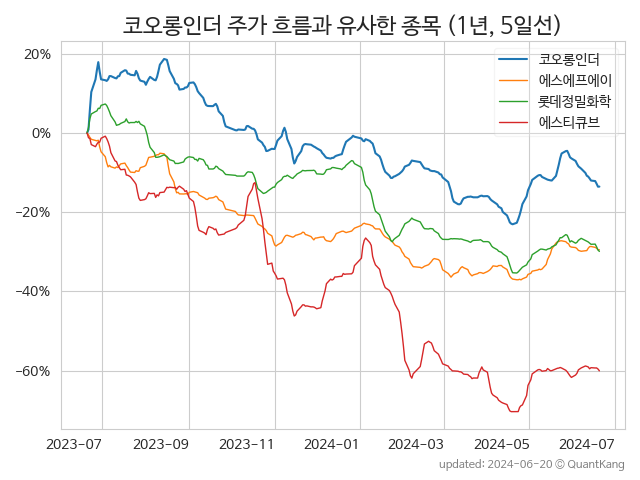 코오롱인더 주가 흐름과 유사한 종목 (1년, 5일선)
20%
0%
−20%
−40%
−60%
코오롱인더
에스에프에이
롯데정밀화학
에스티큐브
2023-07
2023-09
2023-11
2024-01
2024-03
2024-05
2024-07
updated: 2024-06-20 © QuantKang